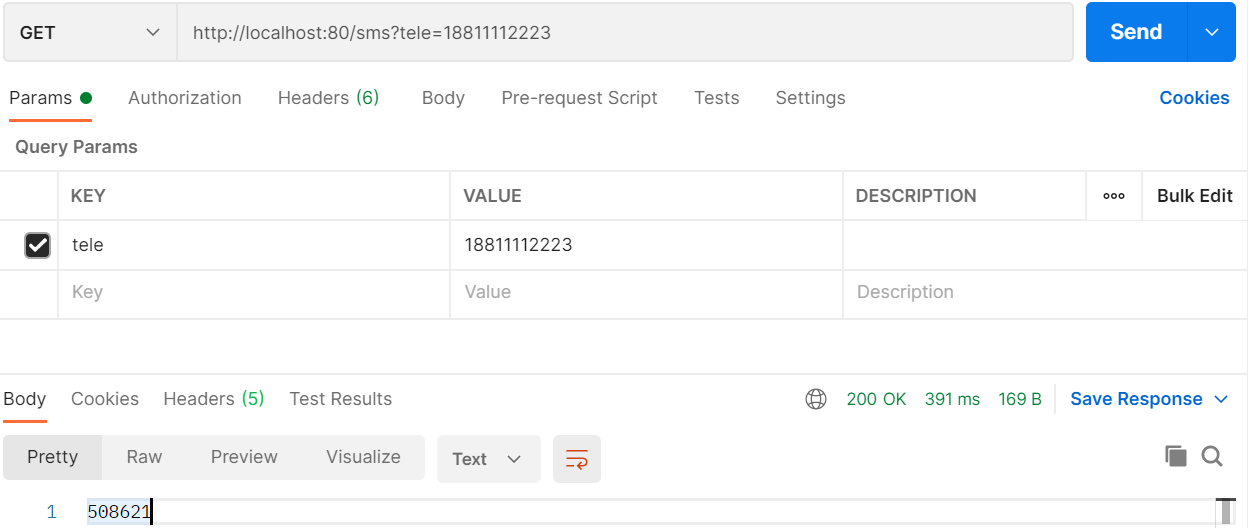 GET http://localhost:80/sms?tele=18811112223 Send
Params Authorization Headers (6) Body Pre-request Script Tests Settings Cookies
Query Params
KEY VALUE DESCRIPTION ooo Bulk Edit
tele 18811112223
Key Value Description
Body Cookies Headers (5) Test Results 200 OK 391 ms 169 B Save Response
Pretty Raw Preview Visualize Text
1 508621